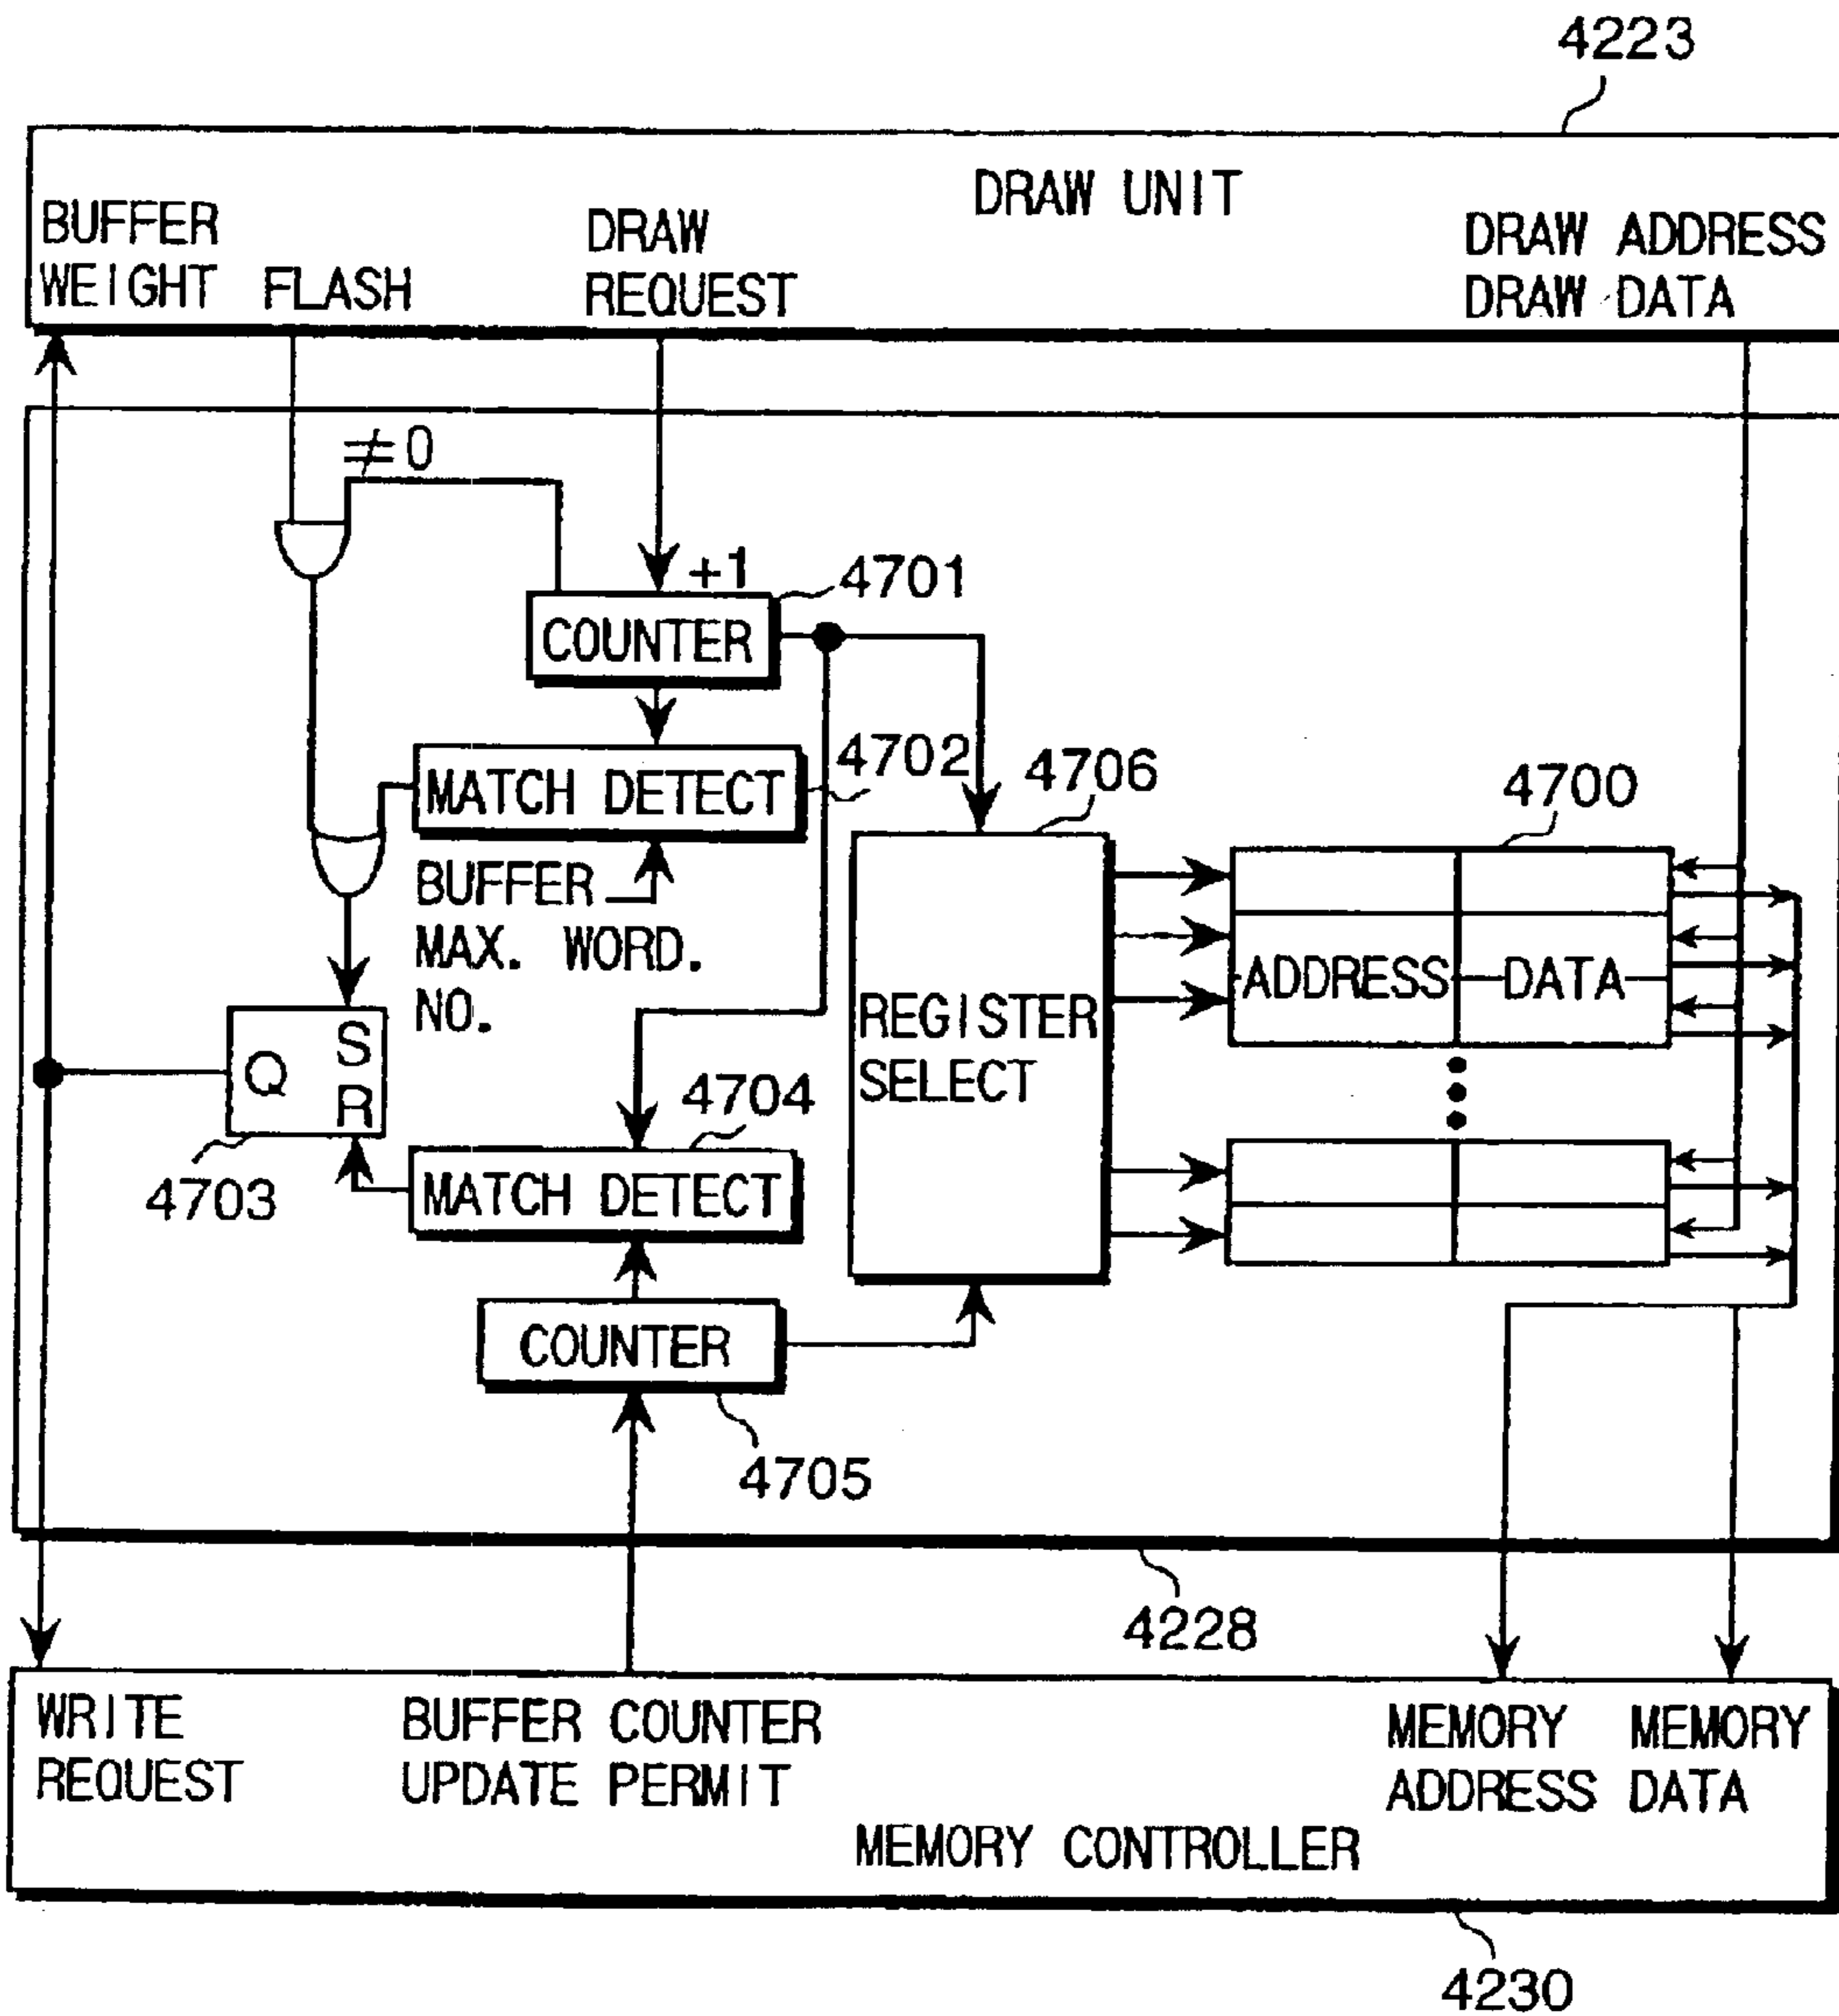 4223
DRAW UNIT
BUFFER
WEIGHT
FLASH
DRAW
REQUEST
DRAW ADDRESS
DRAW DATA
≠0
+1
4701
COUNTER
4702
MATCH DETECT
BUFFER
MAX. WORD.
NO.
4706
REGISTER
SELECT
4700
ADDRESS
DATA
Q
S
R
4703
4704
MATCH DETECT
COUNTER
4705
4228
WRITE
REQUEST
BUFFER COUNTER
UPDATE PERMIT
MEMORY
ADDRESS
MEMORY
DATA
MEMORY CONTROLLER
4230